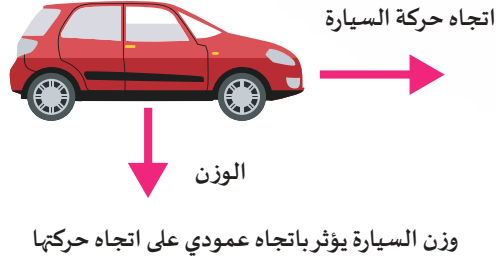 اتجاه حركة السيارة
الوزن
وزن السيارة يؤثر باتجاه عمودي على اتجاه حركتها